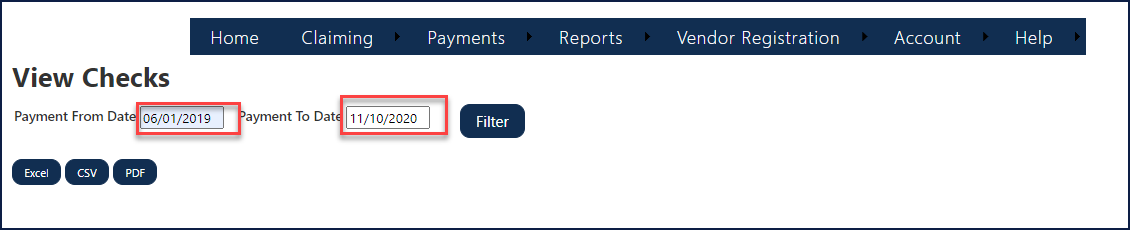 Home Claiming Payments Reports Vendor Registration Account Help
View Checks
Payment From Date 06/01/2019 Payment To Date 11/10/2020 Filter
Excel CSV PDF